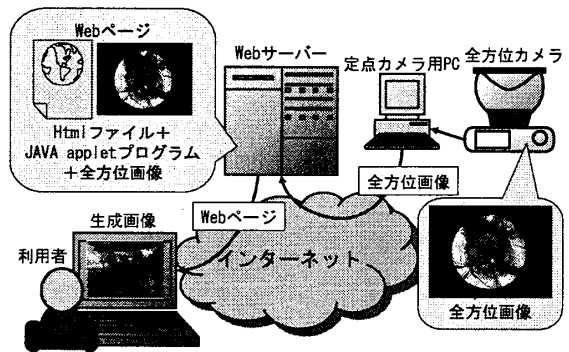 Webページ
Htmlファイル+
JAVA appletプログラム
+全方位画像
Webサーバー
定点カメラ用PC
全方位カメラ
全方位画像
Webページ
インターネット
生成画像
利用者
全方位画像